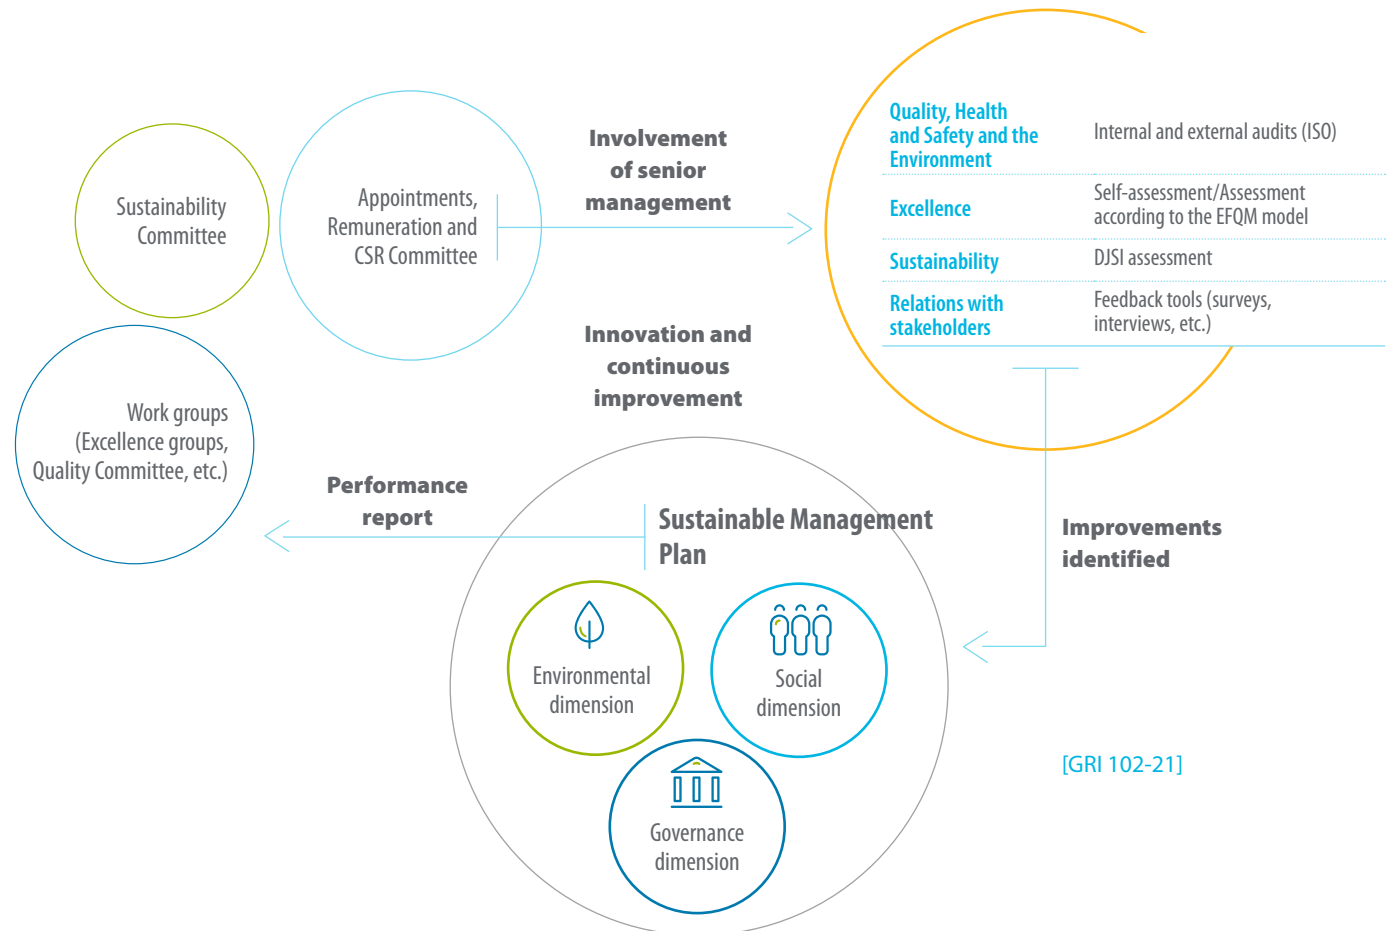 Sustainability
Committee
Appointments,
Remuneration and
CSR Committee
Work groups
(Excellence groups,
Quality Committee, etc.)
Involvement
of senior
management
Quality, Health
and Safety and the
Environment
Internal and external audits (ISO)
Excellence
Self-assessment/Assessment
according to the EFQM model
Sustainability
DJSI assessment
Relations with
stakeholders
Feedback tools (surveys,
interviews, etc.)
Innovation and
continuous
improvement
Performance
report
Sustainable Management
Plan
Improvements
identified
Environmental
dimension
Social
dimension
Governance
dimension
[GRI 102-21]